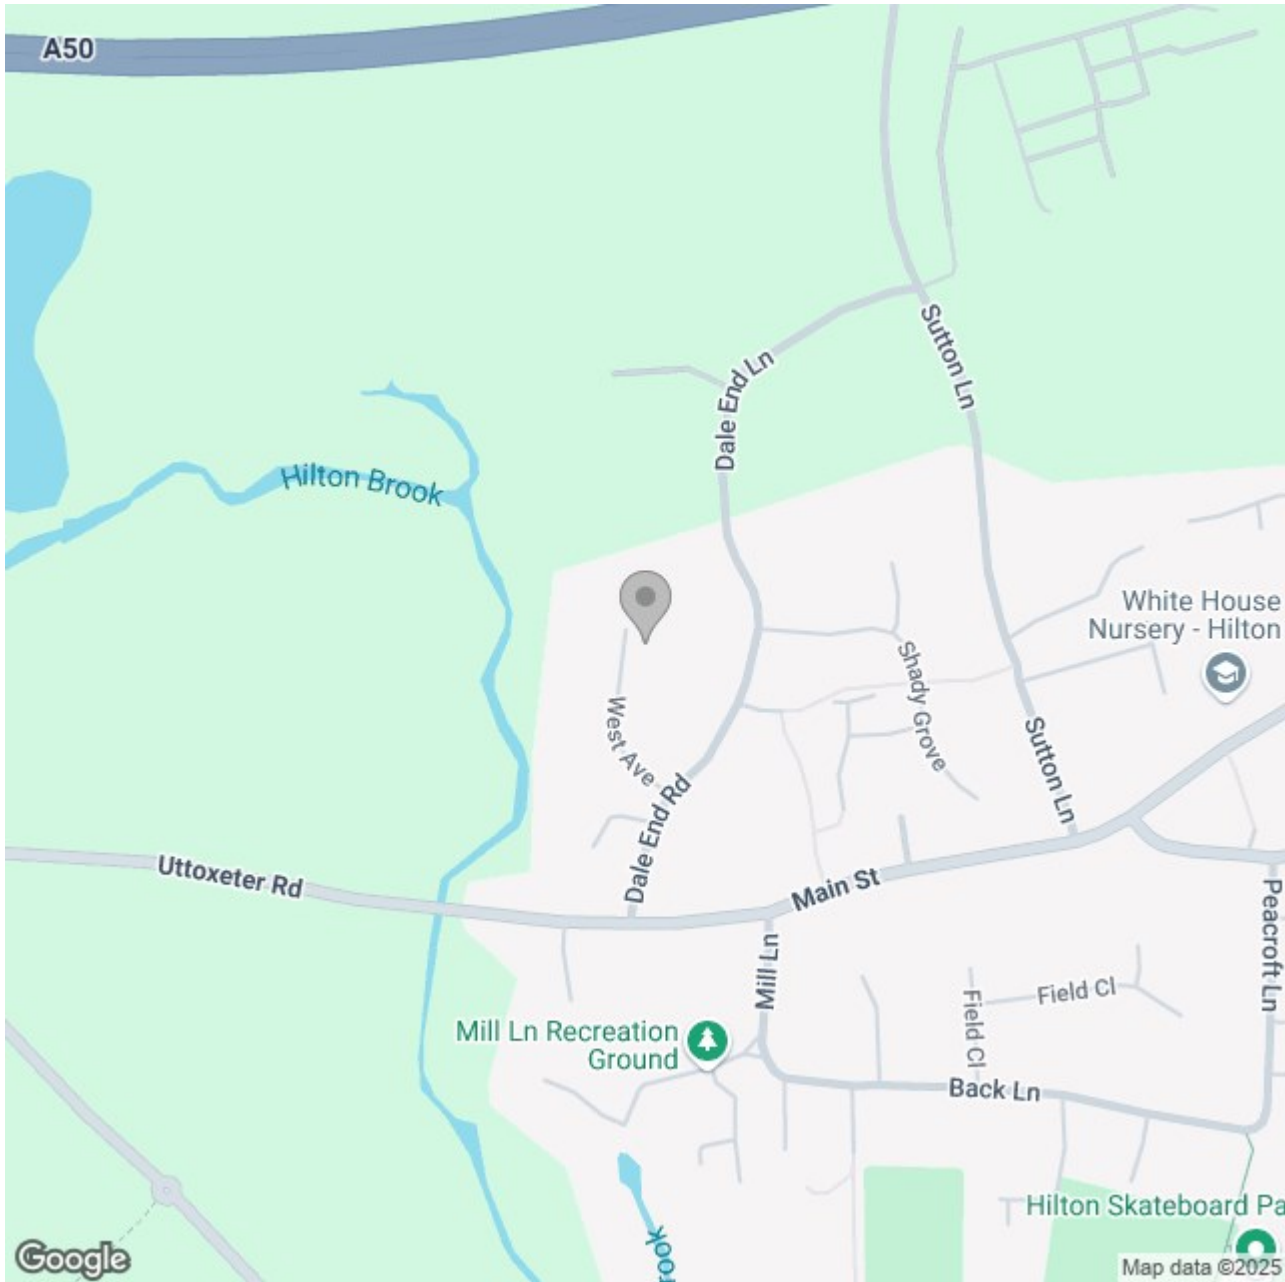 A50
Sutton Ln
Dale End Ln
Hilton Brook
White House
Nursery - Hilton
Shady Grove
West Ave
Sutton Ln
Dale End Rd
Uttoxeter Rd
Main St
Peacroft Ln
Mill Ln
Field Cl
Field Cl
Mill Ln Recreation
Ground
Back Ln
Hilton Skateboard Pa
rook
Google
Map data ©2025